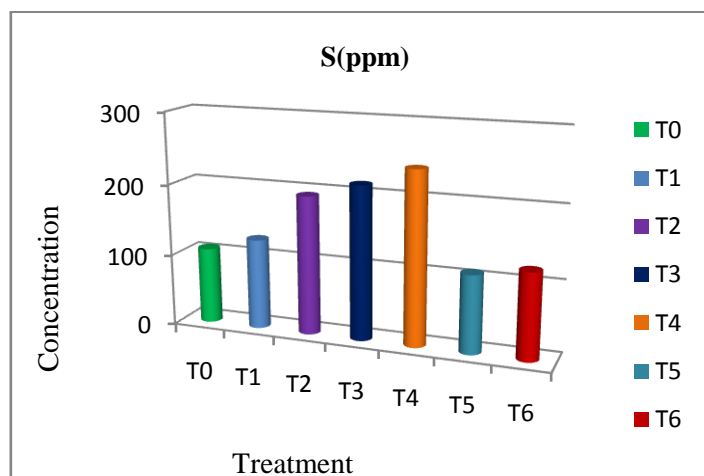 S(ppm)
300
200
100
0
Concentration
T0
T1
T2
T3
T4
T5
T6
Treatment
T0
T1
T2
T3
T4
T5
T6